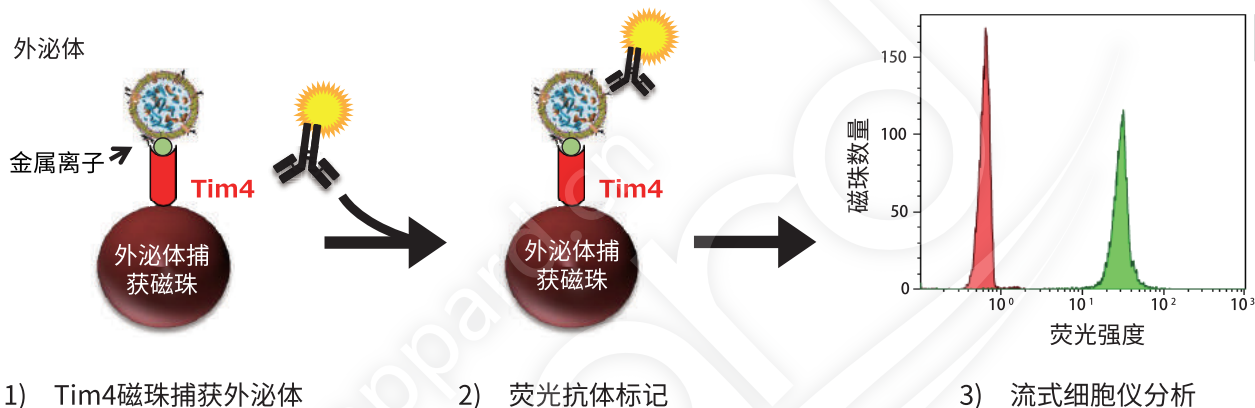 外泌体
金属离子
Tim4
外泌体捕
获磁珠
1) Tim4磁珠捕获外泌体
Tim4
外泌体捕
获磁珠
2) 荧光抗体标记
磁珠数量
150
100
50
0
10⁰ 10¹ 10² 10³
荧光强度
3) 流式细胞仪分析
ppard.cn